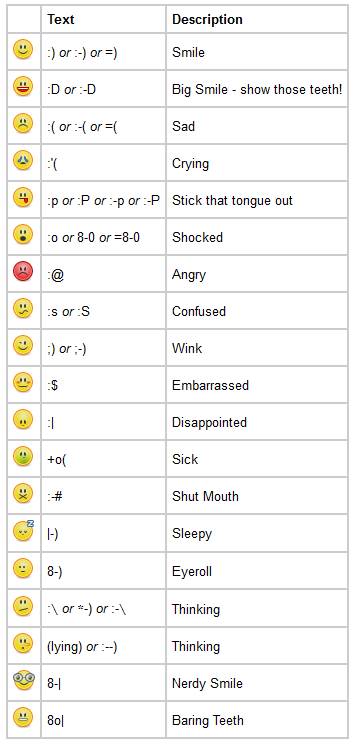 Text Description
:) or :-) or =) Smile
:D or :-D Big Smile - show those teeth!
:( or :-( or =( Sad
:'( Crying
:p or :P or :-p or :-P Stick that tongue out
:o or 8-0 or =8-0 Shocked
:@ Angry
:s or :S Confused
;) or ;-) Wink
:$ Embarrassed
:| Disappointed
+o( Sick
:-# Shut Mouth
|-) Sleepy
8-) Eyeroll
:\ or *-) or :-\ Thinking
(lying) or :--) Thinking
8-| Nerdy Smile
8o| Baring Teeth